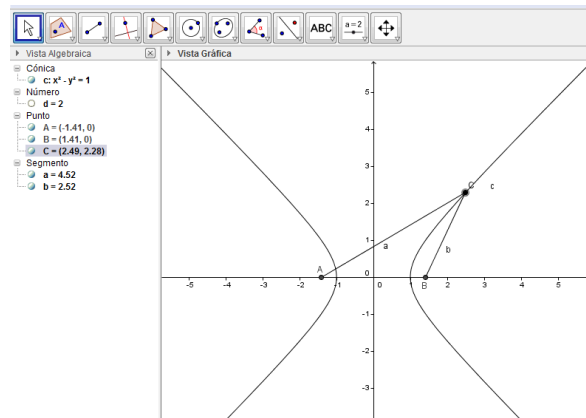 ABC
a=2
Vista Algebraica
Vista Gráfica
Cónica
c: x² - y² = 1
Número
d = 2
Punto
A = (-1.41, 0)
B = (1.41, 0)
C = (2.49, 2.28)
Segmento
a = 4.52
b = 2.52
5
4
3
2
1
0
-1
-2
-3
-5
-4
-3
-2
-1
0
1
2
3
4
5
A
B
C
a
b
c